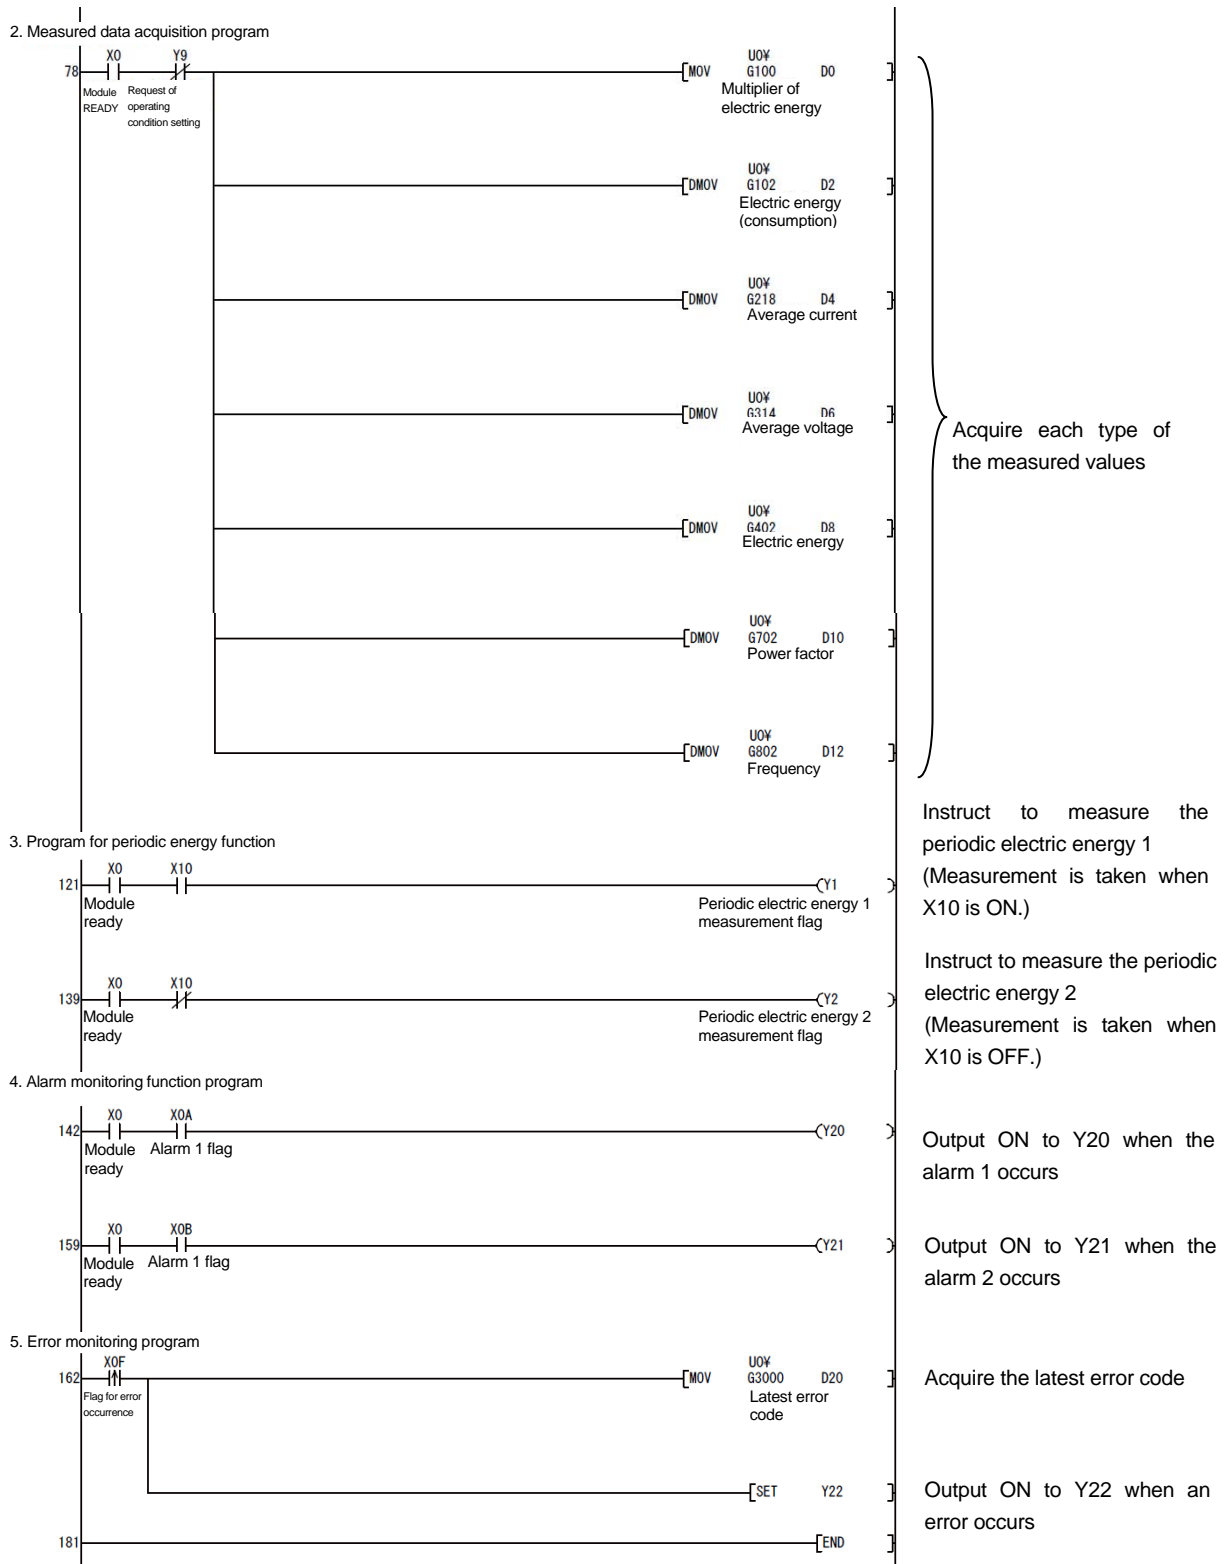 2. Measured data acquisition program
X0 Y9 U0¥
78 [MOV G100 D0 ]
Module READY
Request of operating condition setting
Multiplier of
electric energy
U0¥
[DMOV G102 D2 ]
Electric energy
(consumption)
U0¥
[DMOV G218 D4 ]
Average current
U0¥
[DMOV G314 D6 ]
Average voltage
Acquire each type of
the measured values
U0¥
[DMOV G402 D8 ]
Electric energy
U0¥
[DMOV G702 D10 ]
Power factor
U0¥
[DMOV G802 D12 ]
Frequency
3. Program for periodic energy function
X0 X10
121 (Y1 )
Module
ready
Periodic electric energy 1
measurement flag
Instruct to measure the
periodic electric energy 1
(Measurement is taken when
X10 is ON.)
X0 X10
139 (Y2 )
Module
ready
Periodic electric energy 2
measurement flag
Instruct to measure the periodic
electric energy 2
(Measurement is taken when
X10 is OFF.)
4. Alarm monitoring function program
X0 X0A
142 (Y20 )
Module
ready
Alarm 1 flag
Output ON to Y20 when the
alarm 1 occurs
X0 X0B
159 (Y21 )
Module
ready
Alarm 1 flag
Output ON to Y21 when the
alarm 2 occurs
5. Error monitoring program
X0F U0¥
162 [MOV G3000 D20 ]
Flag for error
occurrence
Latest error
code
Acquire the latest error code
[SET Y22 ]
Output ON to Y22 when an
error occurs
181 [END ]